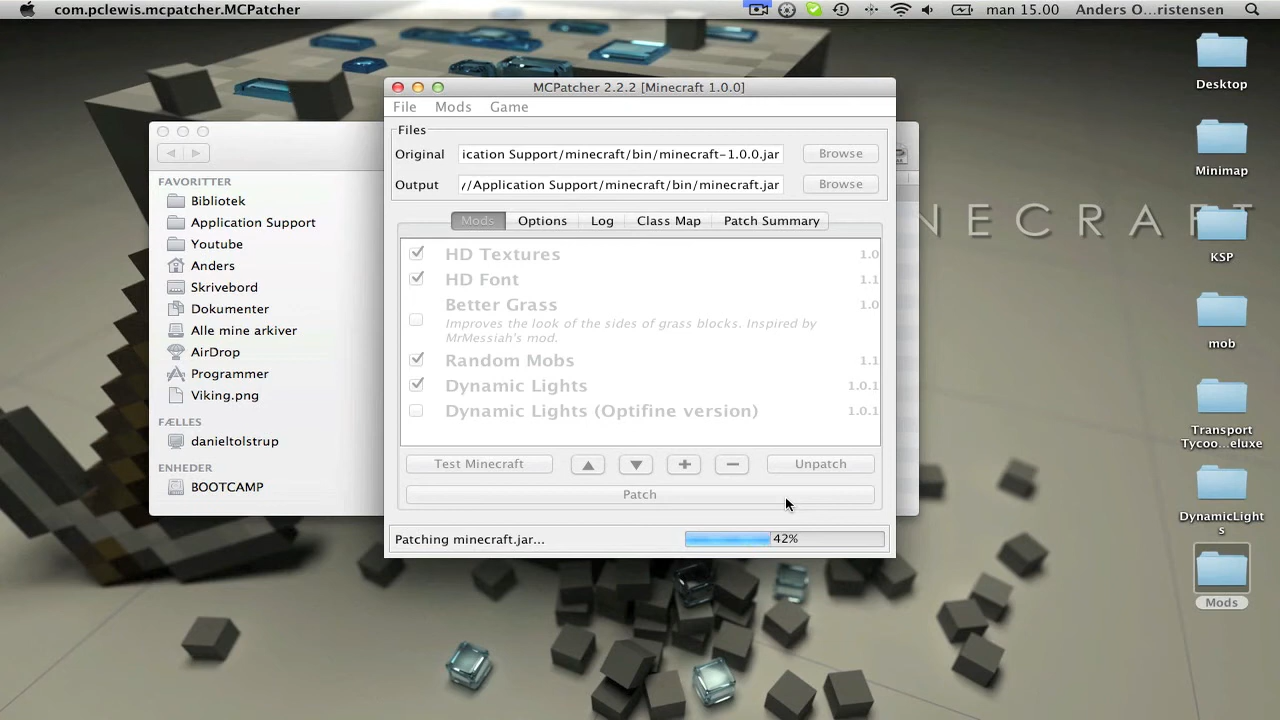 com.pclewis.mcpatcher.MCPatcher
man 15.00 Anders O...ristensen
MCPatcher 2.2.2 [Minecraft 1.0.0]
File Mods Game
Files
Original ication Support/minecraft/bin/minecraft-1.0.0.jar Browse
Output //Application Support/minecraft/bin/minecraft.jar Browse
Mods Options Log Class Map Patch Summary
HD Textures 1.0
HD Font 1.1
Better Grass 1.0
Improves the look of the sides of grass blocks. Inspired by
MrMessiah's mod.
Random Mobs 1.1
Dynamic Lights 1.0.1
Dynamic Lights (Optifine version) 1.0.1
Test Minecraft + − Unpatch
Patch
Patching minecraft.jar... 42%
FAVORITTER
Bibliotek
Application Support
Youtube
Anders
Skrivebord
Dokumenter
Alle mine arkiver
AirDrop
Programmer
Viking.png
FÆLLES
danieltolstrup
ENHEDER
BOOTCAMP
NECRAFT
Desktop
Minimap
KSP
mob
Transport
Tycoo...eluxe
DynamicLight
s
Mods